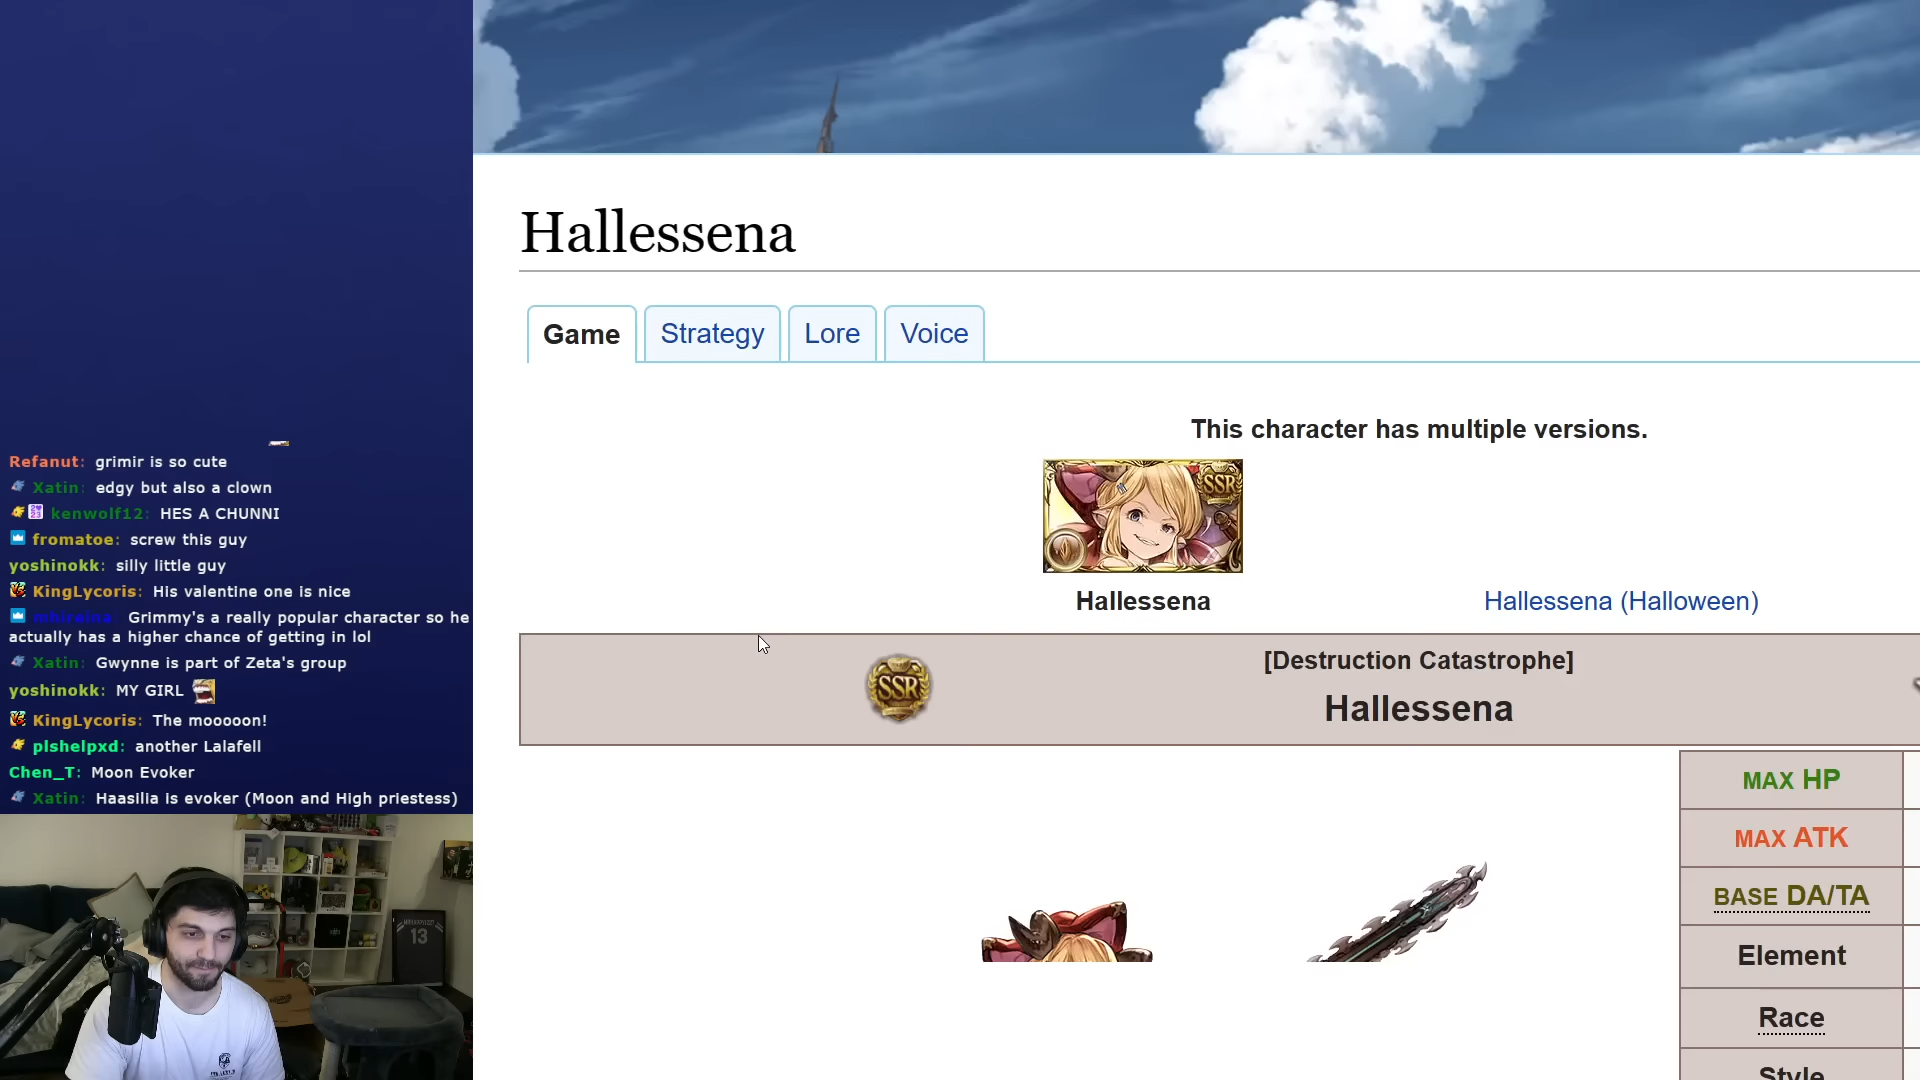 Refanut: grimir is so cute
Xatin: edgy but also a clown
kenwolf12: HES A CHUNNI
fromatoe: screw this guy
yoshinokk: silly little guy
KingLycoris: His valentine one is nice
mhireina: Grimmy's a really popular character so he
actually has a higher chance of getting in lol
Xatin: Gwynne is part of Zeta's group
yoshinokk: MY GIRL
KingLycoris: The mooooon!
plshelpxd: another Lalafell
Chen_T: Moon Evoker
Xatin: Haasilia is evoker (Moon and High priestess)
13
Hallessena
Game
Strategy
Lore
Voice
This character has multiple versions.
SSR
Hallessena
Hallessena (Halloween)
SSR
[Destruction Catastrophe]
Hallessena
MAX HP
MAX ATK
BASE DA/TA
Element
Race
Style